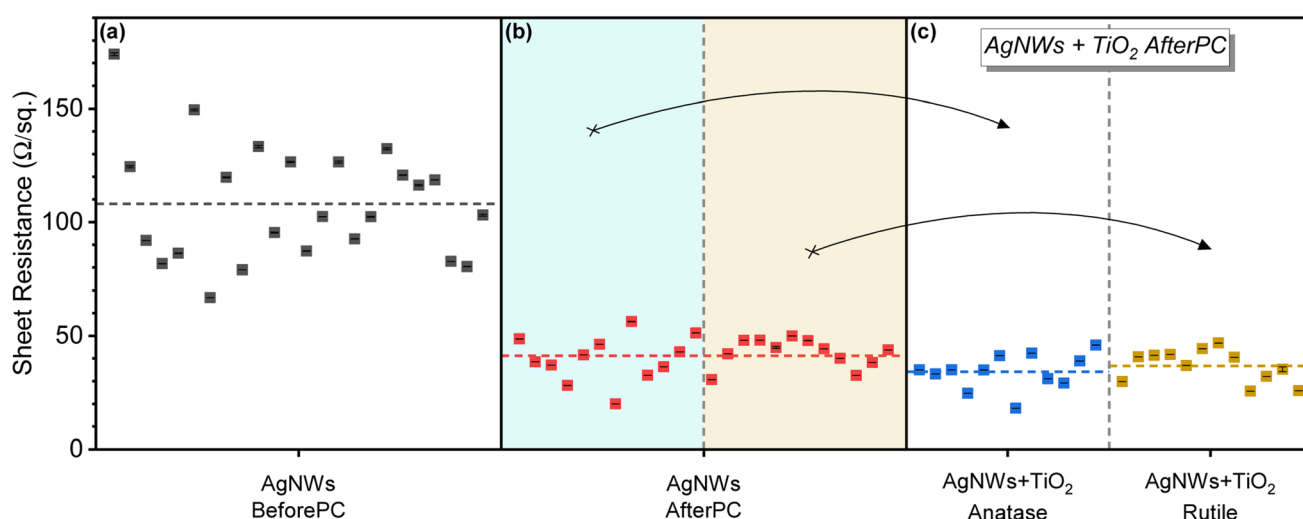 (a)
(b)
(c)
AgNWs + TiO₂ AfterPC
Sheet Resistance (Ω/sq.)
150
100
50
0
AgNWs
BeforePC
AgNWs
AfterPC
AgNWs+TiO₂
Anatase
AgNWs+TiO₂
Rutile